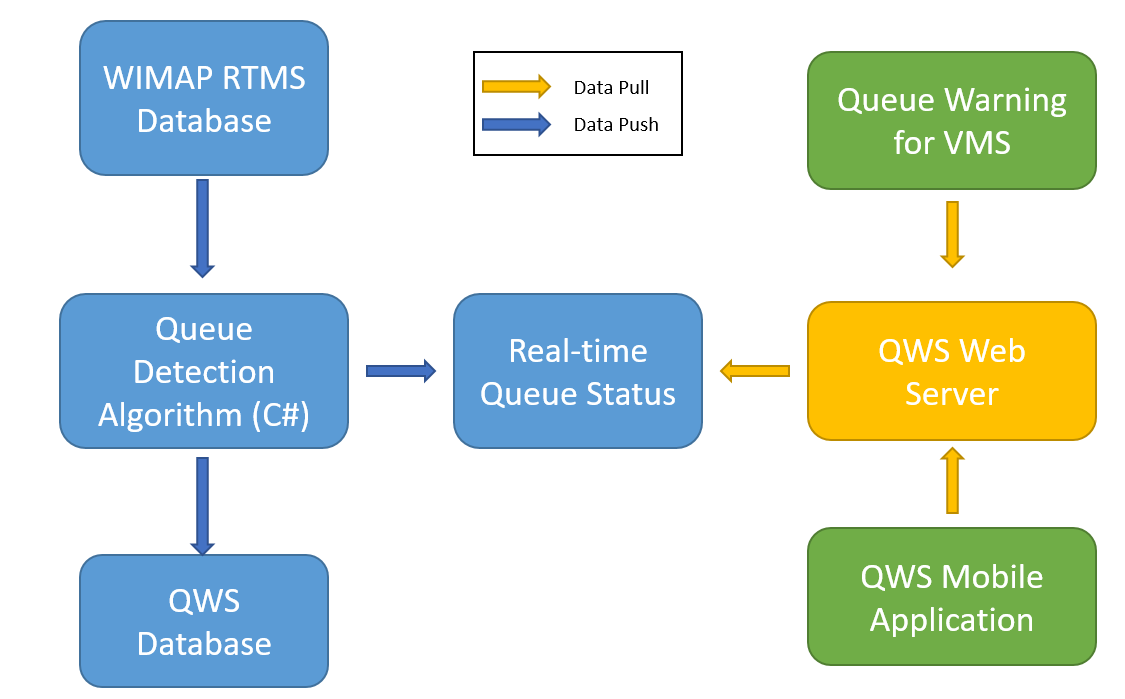 WIMAP RTMS
Database
Data Pull
Data Push
Queue Warning
for VMS
Queue
Detection
Algorithm (C#)
Real-time
Queue Status
QWS Web
Server
QWS
Database
QWS Mobile
Application